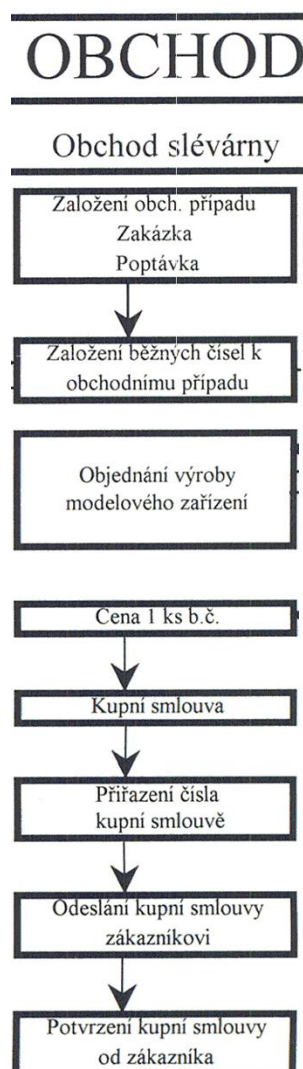 OBCHOD
Obchod slévárny
Založení obch. případu
Zakázka
Poptávka
Založení běžných čísel k
obchodnímu případu
Objednání výroby
modelového zařízení
Cena 1 ks b.č.
Kupní smlouva
Přiřazení čísla
kupní smlouvě
Odeslání kupní smlouvy
zákazníkovi
Potvrzení kupní smlouvy
od zákazníka